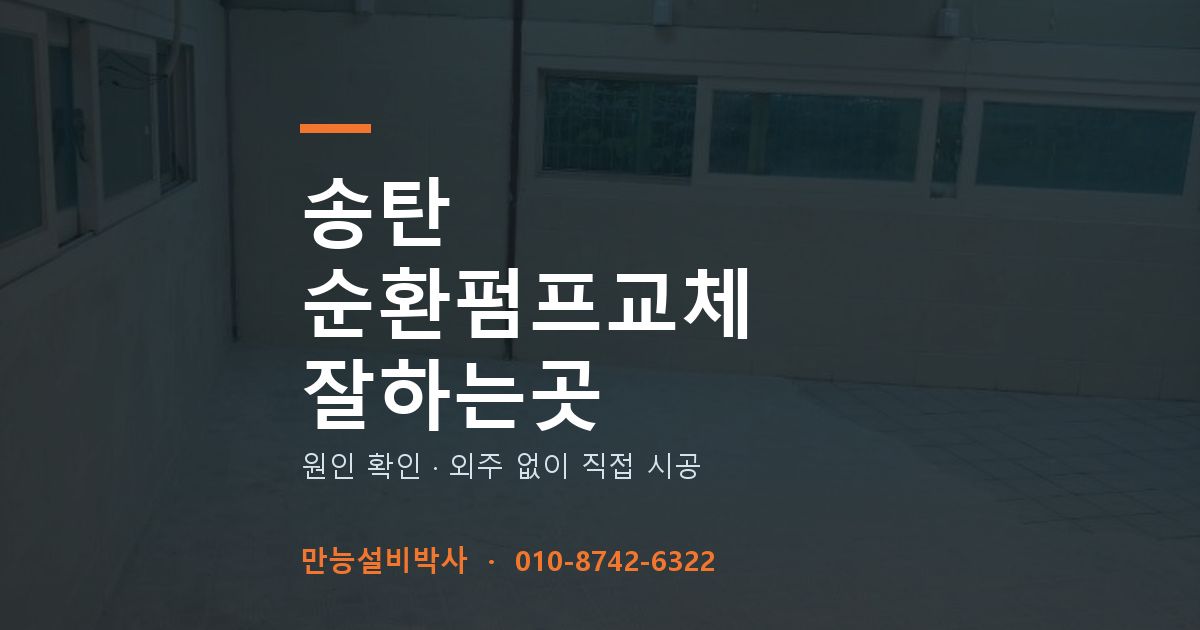 송탄
순환펌프교체
잘하는곳
원인 확인 · 외주 없이 직접 시공
만능설비박사 · 010-8742-6322